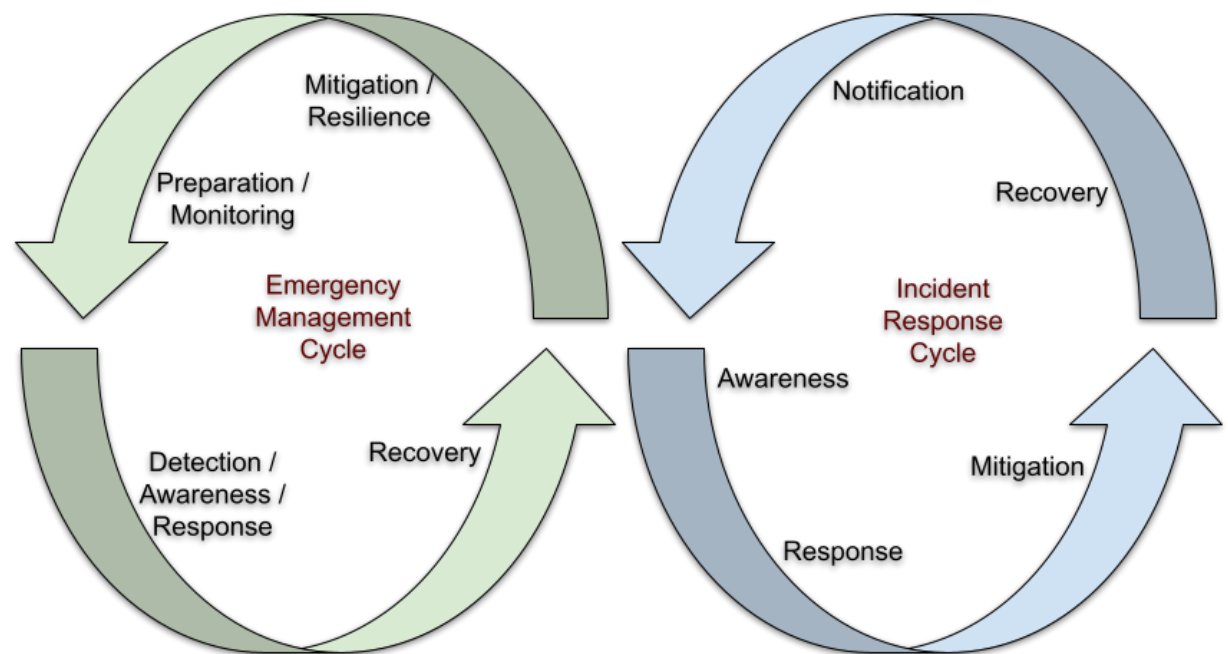 Mitigation /
Resilience
Preparation /
Monitoring
Emergency
Management
Cycle
Detection /
Awareness /
Response
Recovery
Notification
Recovery
Incident
Response
Cycle
Awareness
Mitigation
Response